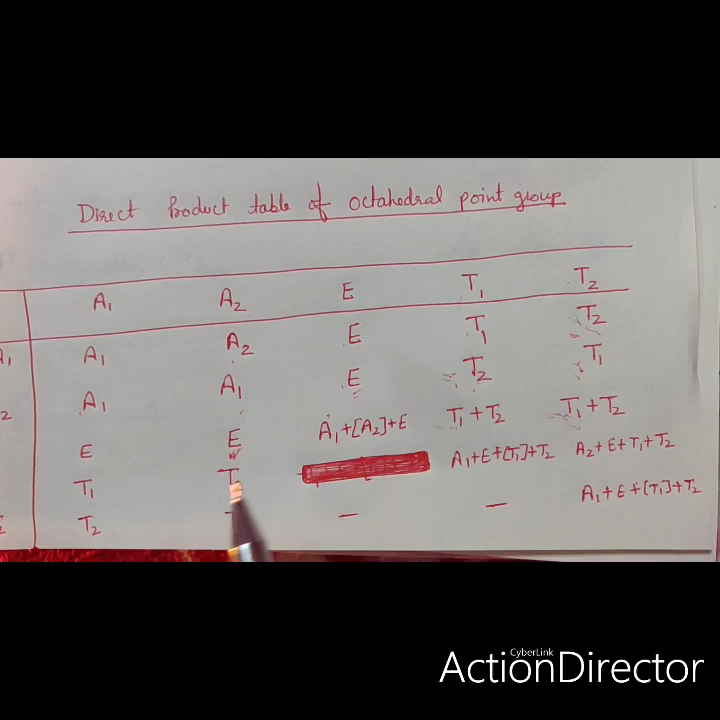 Direct Product table of octahedral point group
A₁ A₂ E T₁ T₂
A₁ A₁ A₂ E T₁ T₂
2 A₁ A₁ E T₂ T₁
E E A₁+[A₂]+E T₁+T₂ T₁+T₂
T₁ T A₁+E+[T₁]+T₂ A₂+E+T₁+T₂
T₂ — — A₁+E+[T₁]+T₂
CyberLink
ActionDirector